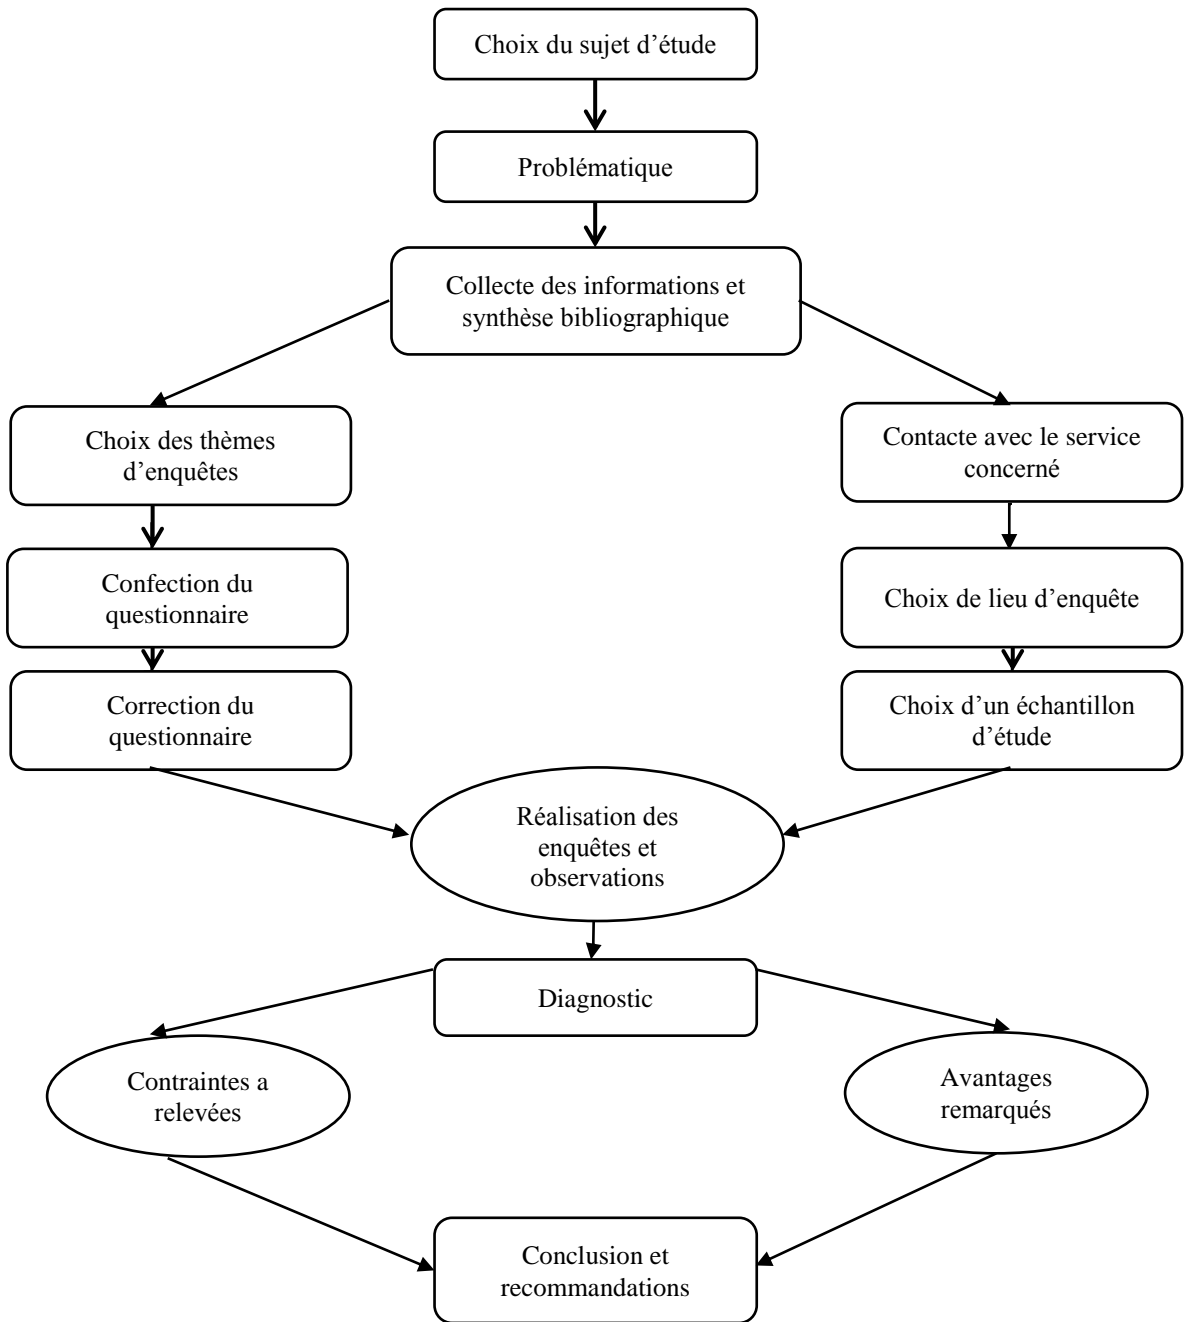 Choix du sujet d’étude
Problématique
Collecte des informations et
synthèse bibliographique
Choix des thèmes
d’enquêtes
Contacte avec le service
concerné
Confection du
questionnaire
Choix de lieu d’enquête
Correction du
questionnaire
Choix d’un échantillon
d’étude
Réalisation des
enquêtes et
observations
Diagnostic
Contraintes a
relevées
Avantages
remarqués
Conclusion et
recommandations